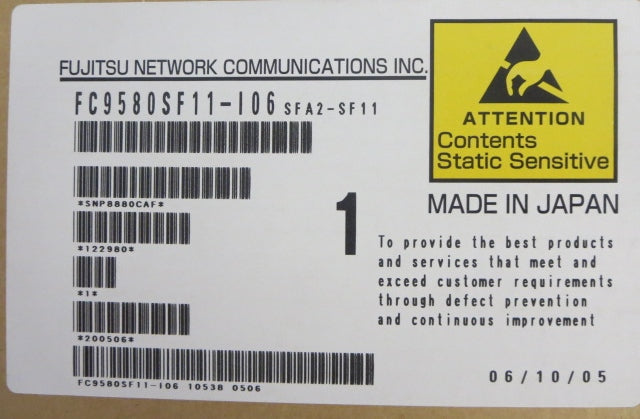 FUJITSU NETWORK COMMUNICATIONS INC.
FC9580SF11-I06 SFA2-SF11
*SNP8880CAF*
*122980*
*1*
*200506*
FC9580SF11-I06 10538 0506
1
ATTENTION
Contents
Static Sensitive
MADE IN JAPAN
To provide the best products
and services that meet and
exceed customer requirements
through defect prevention
and continuous improvement
06/10/05